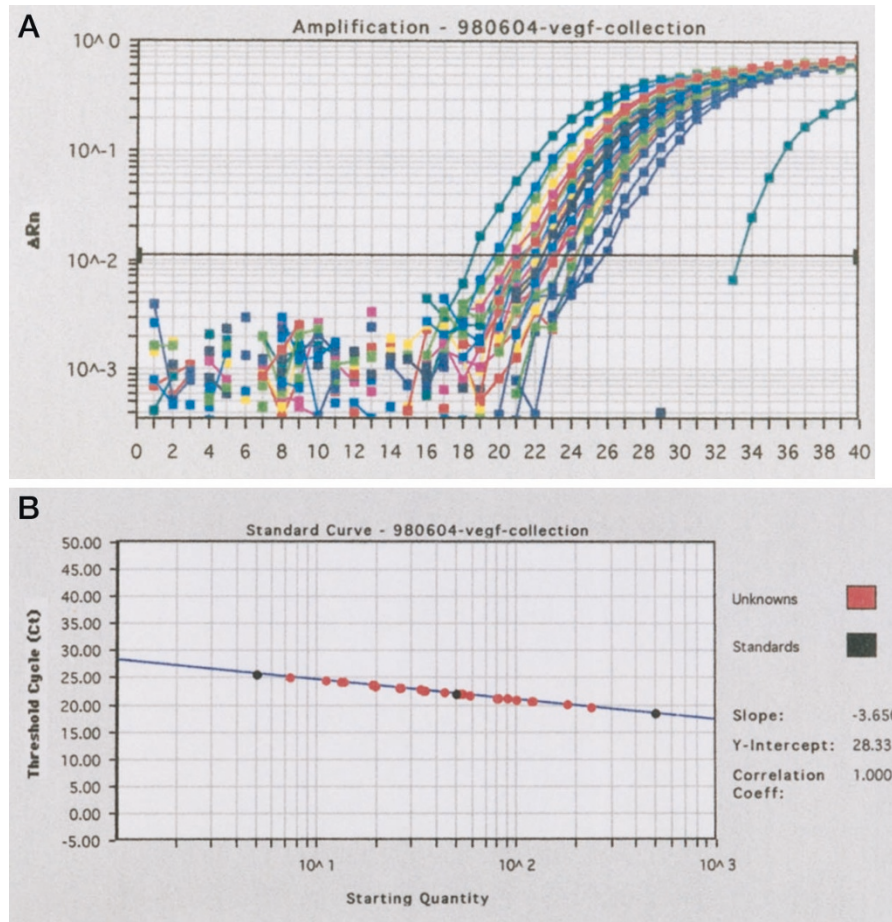 A
Amplification - 980604-vegf-collection
10^ 0
10^-1
10^-2
10^-3
ΔRn
0 2 4 6 8 10 12 14 16 18 20 22 24 26 28 30 32 34 36 38 40
B
Standard Curve - 980604-vegf-collection
50.00
45.00
40.00
35.00
30.00
25.00
20.00
15.00
10.00
5.00
0.00
-5.00
Threshold Cycle (Ct)
10^ 1 10^ 2 10^ 3
Starting Quantity
Unknowns
Standards
Slope:
Y-Intercept: 28.33
Correlation 1.000
Coeff: